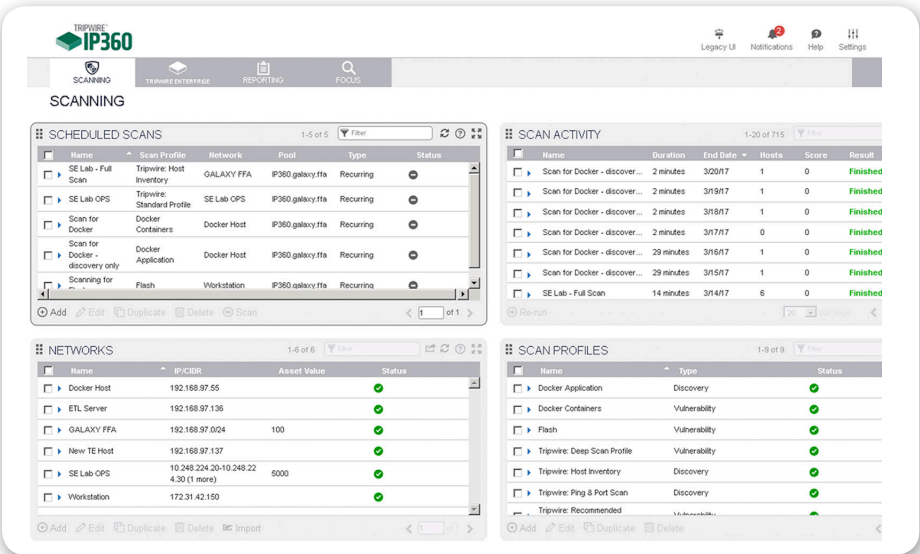 TRIPWIRE
IP360
Legacy UI
2
Notifications
Help
Settings
SCANNING
TRIPWIRE ENTERPRISE
REPORTING
FOCUS
SCANNING
SCHEDULED SCANS
1-5 of 5
Filter
Name Scan Profile Network Pool Type Status
SE Lab - Full Scan
Tripwire: Host Inventory
GALAXY FFA IP360.galaxy.ffa Recurring
SE Lab OPS
Tripwire: Standard Profile
SE Lab OPS IP360.galaxy.ffa Recurring
Scan for Docker
Docker Containers
Docker Host IP360.galaxy.ffa Recurring
Scan for Docker - discovery only
Docker Application
Docker Host IP360.galaxy.ffa Recurring
Scanning for
Flash Workstation IP360.galaxy.ffa Recurring
Add Edit Duplicate Delete Scan
1 of 1
SCAN ACTIVITY
1-20 of 715
Filter
Name Duration End Date Hosts Score Result
Scan for Docker - discover... 2 minutes 3/20/17 1 0 Finished
Scan for Docker - discover... 2 minutes 3/19/17 1 0 Finished
Scan for Docker - discover... 2 minutes 3/18/17 1 0 Finished
Scan for Docker - discover... 2 minutes 3/17/17 0 0 Finished
Scan for Docker - discover... 29 minutes 3/16/17 1 0 Finished
Scan for Docker - discover... 29 minutes 3/15/17 1 0 Finished
SE Lab - Full Scan 14 minutes 3/14/17 6 0 Finished
Re-run
20 per page
NETWORKS
1-6 of 6
Filter
Name IP/CIDR Asset Value Status
Docker Host 192.168.97.55
ETL Server 192.168.97.136
GALAXY FFA 192.168.97.0/24 100
New TE Host 192.168.97.137
SE Lab OPS
10.248.224.20-10.248.22
4.30 (1 more)
5000
Workstation 172.31.42.150
Add Edit Duplicate Delete Import
1 of 1
SCAN PROFILES
1-9 of 9
Filter
Name Type Status
Docker Application Discovery
Docker Containers Vulnerability
Flash Vulnerability
Tripwire: Deep Scan Profile Vulnerability
Tripwire: Host Inventory Discovery
Tripwire: Ping & Port Scan Discovery
Tripwire: Recommended
Vulnerability
Add Edit Duplicate Delete